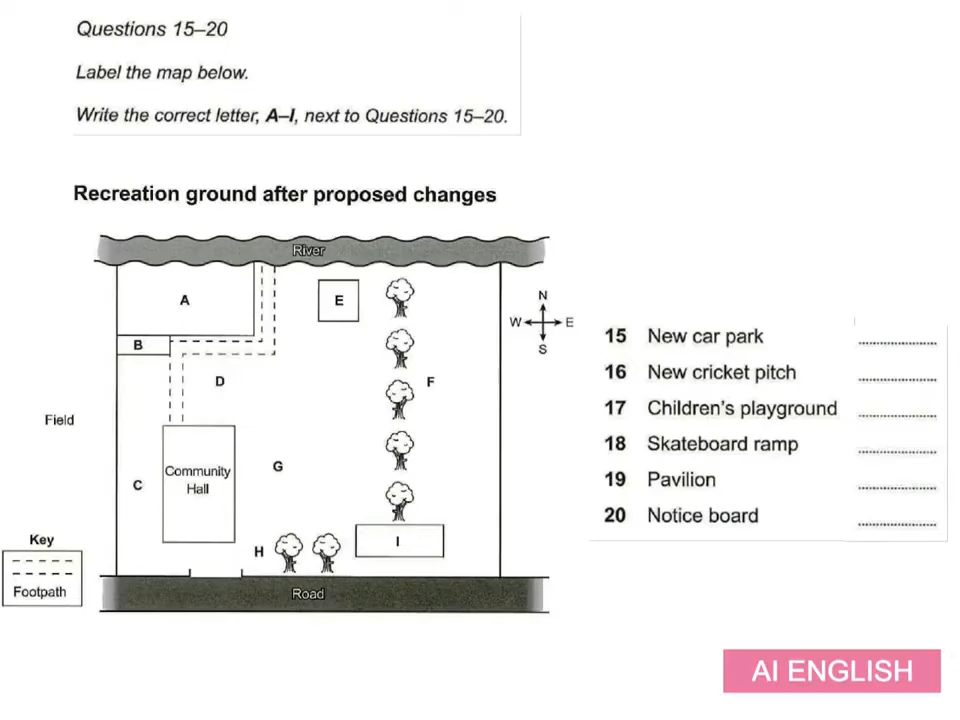 Questions 15–20
Label the map below.
Write the correct letter, A–I, next to Questions 15–20.
Recreation ground after proposed changes
River
A
E
N
W
E
S
B
D
F
Field
Community
Hall
G
C
I
H
Key
Footpath
Road
15 New car park ........................
16 New cricket pitch ........................
17 Children's playground ........................
18 Skateboard ramp ........................
19 Pavilion ........................
20 Notice board ........................
AI ENGLISH